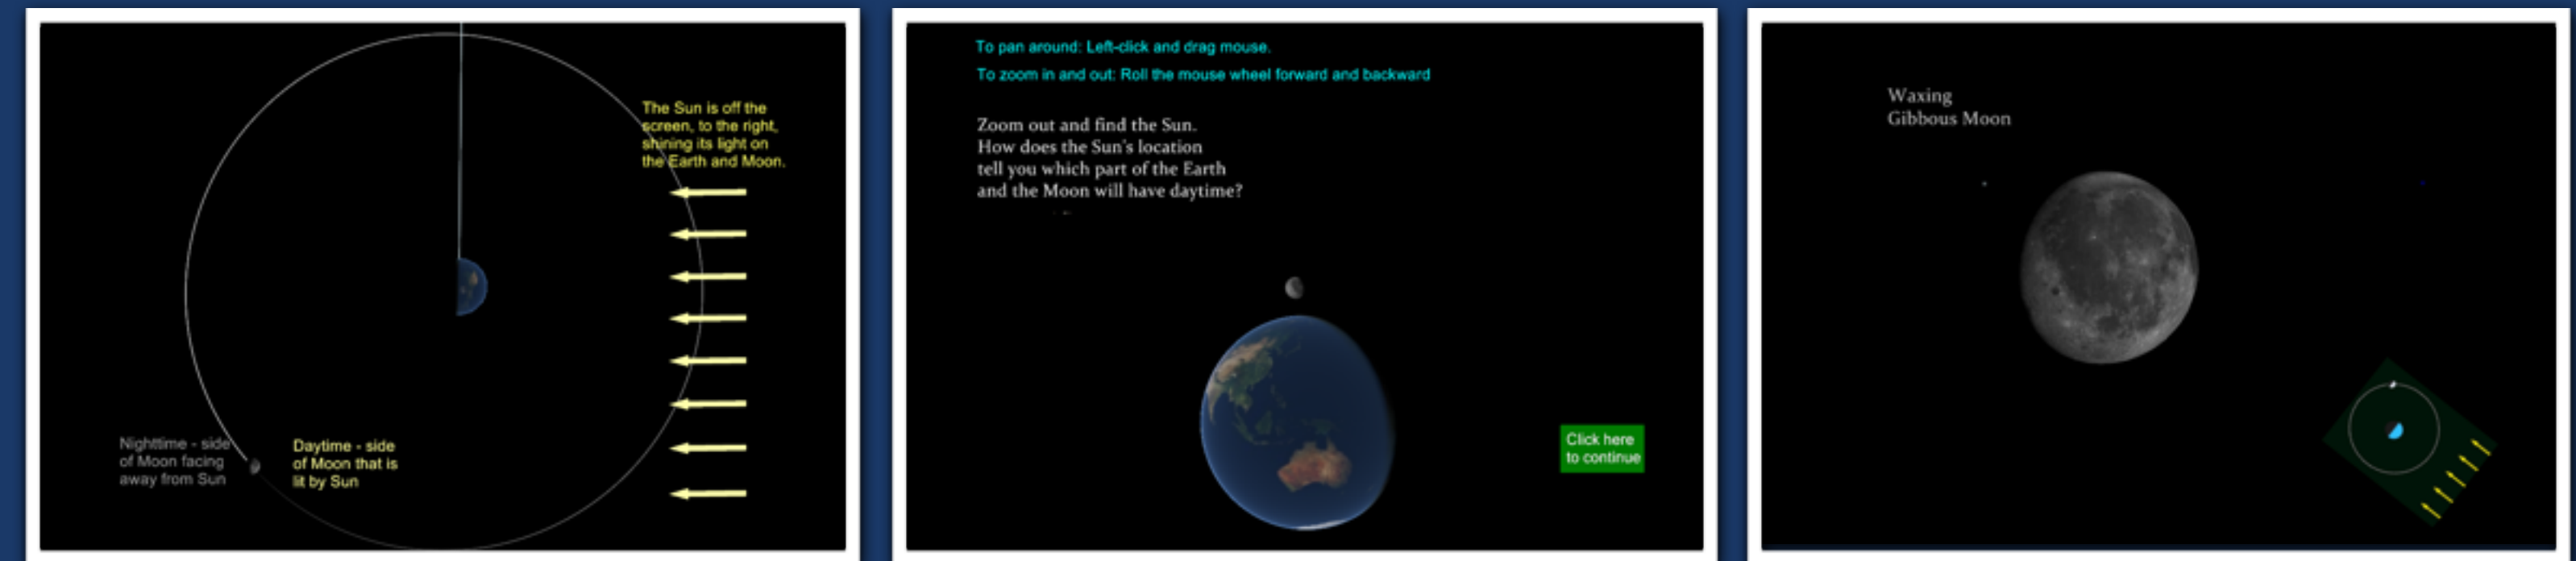 The Sun is off the
screen, to the right,
shining its light on
the Earth and Moon.
Nighttime - side
of Moon facing
away from Sun
Daytime - side
of Moon that is
lit by Sun
To pan around: Left-click and drag mouse.
To zoom in and out: Roll the mouse wheel forward and backward
Zoom out and find the Sun.
How does the Sun's location
tell you which part of the Earth
and the Moon will have daytime?
Click here
to continue
Waxing
Gibbous Moon